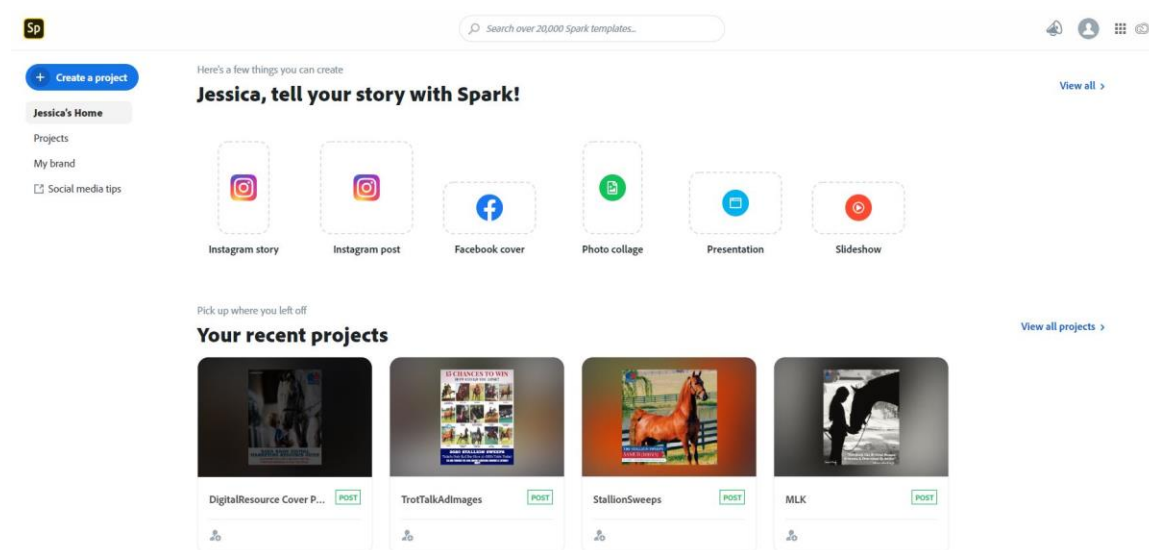 Sp
Search over 20,000 Spark templates...
+ Create a project
Jessica's Home
Projects
My brand
Social media tips
Here's a few things you can create
Jessica, tell your story with Spark!
View all >
Instagram story
Instagram post
Facebook cover
Photo collage
Presentation
Slideshow
Pick up where you left off
Your recent projects
View all projects >
13 CHANCES TO WIN
DigitalResource Cover P...
POST
TrotTalkAdImages
POST
StallionSweeps
POST
MLK
POST